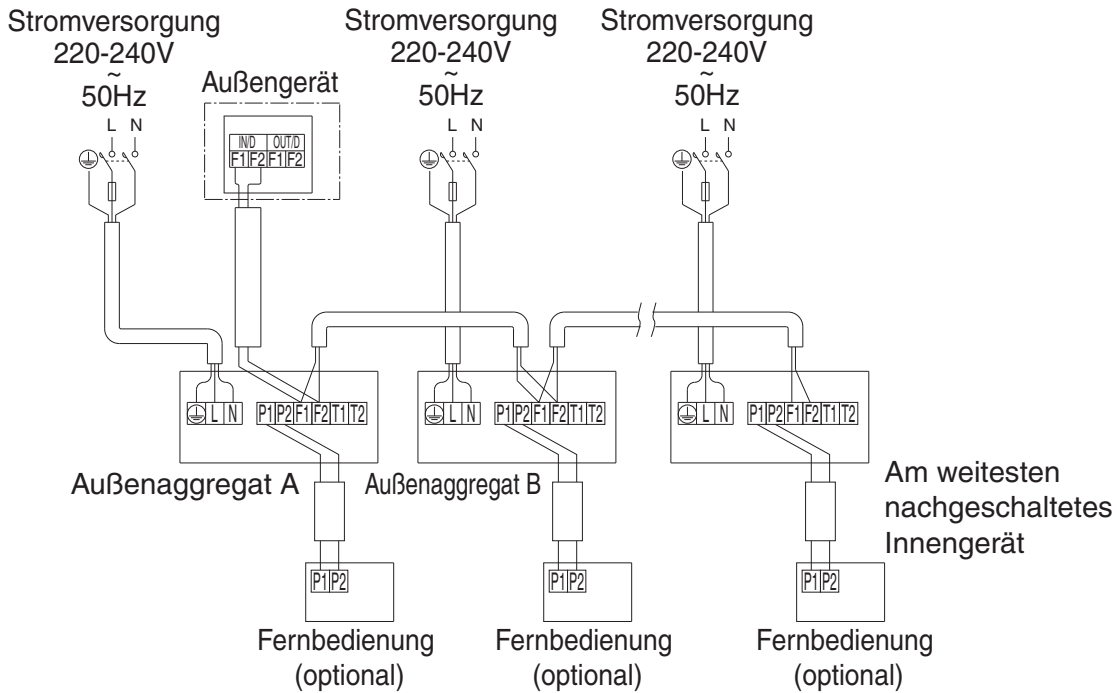 Stromversorgung
220-240V
~
50Hz
L N
Außengerät
IN/D OUT/D
F1 F2 F1 F2
Stromversorgung
220-240V
~
50Hz
L N
Stromversorgung
220-240V
~
50Hz
L N
L N
P1 P2 F1 F2 T1 T2
L N
P1 P2 F1 F2 T1 T2
L N
P1 P2 F1 F2 T1 T2
Außenaggregat A
Außenaggregat B
Am weitesten
nachgeschaltetes
Innengerät
P1 P2
P1 P2
P1 P2
Fernbedienung
(optional)
Fernbedienung
(optional)
Fernbedienung
(optional)